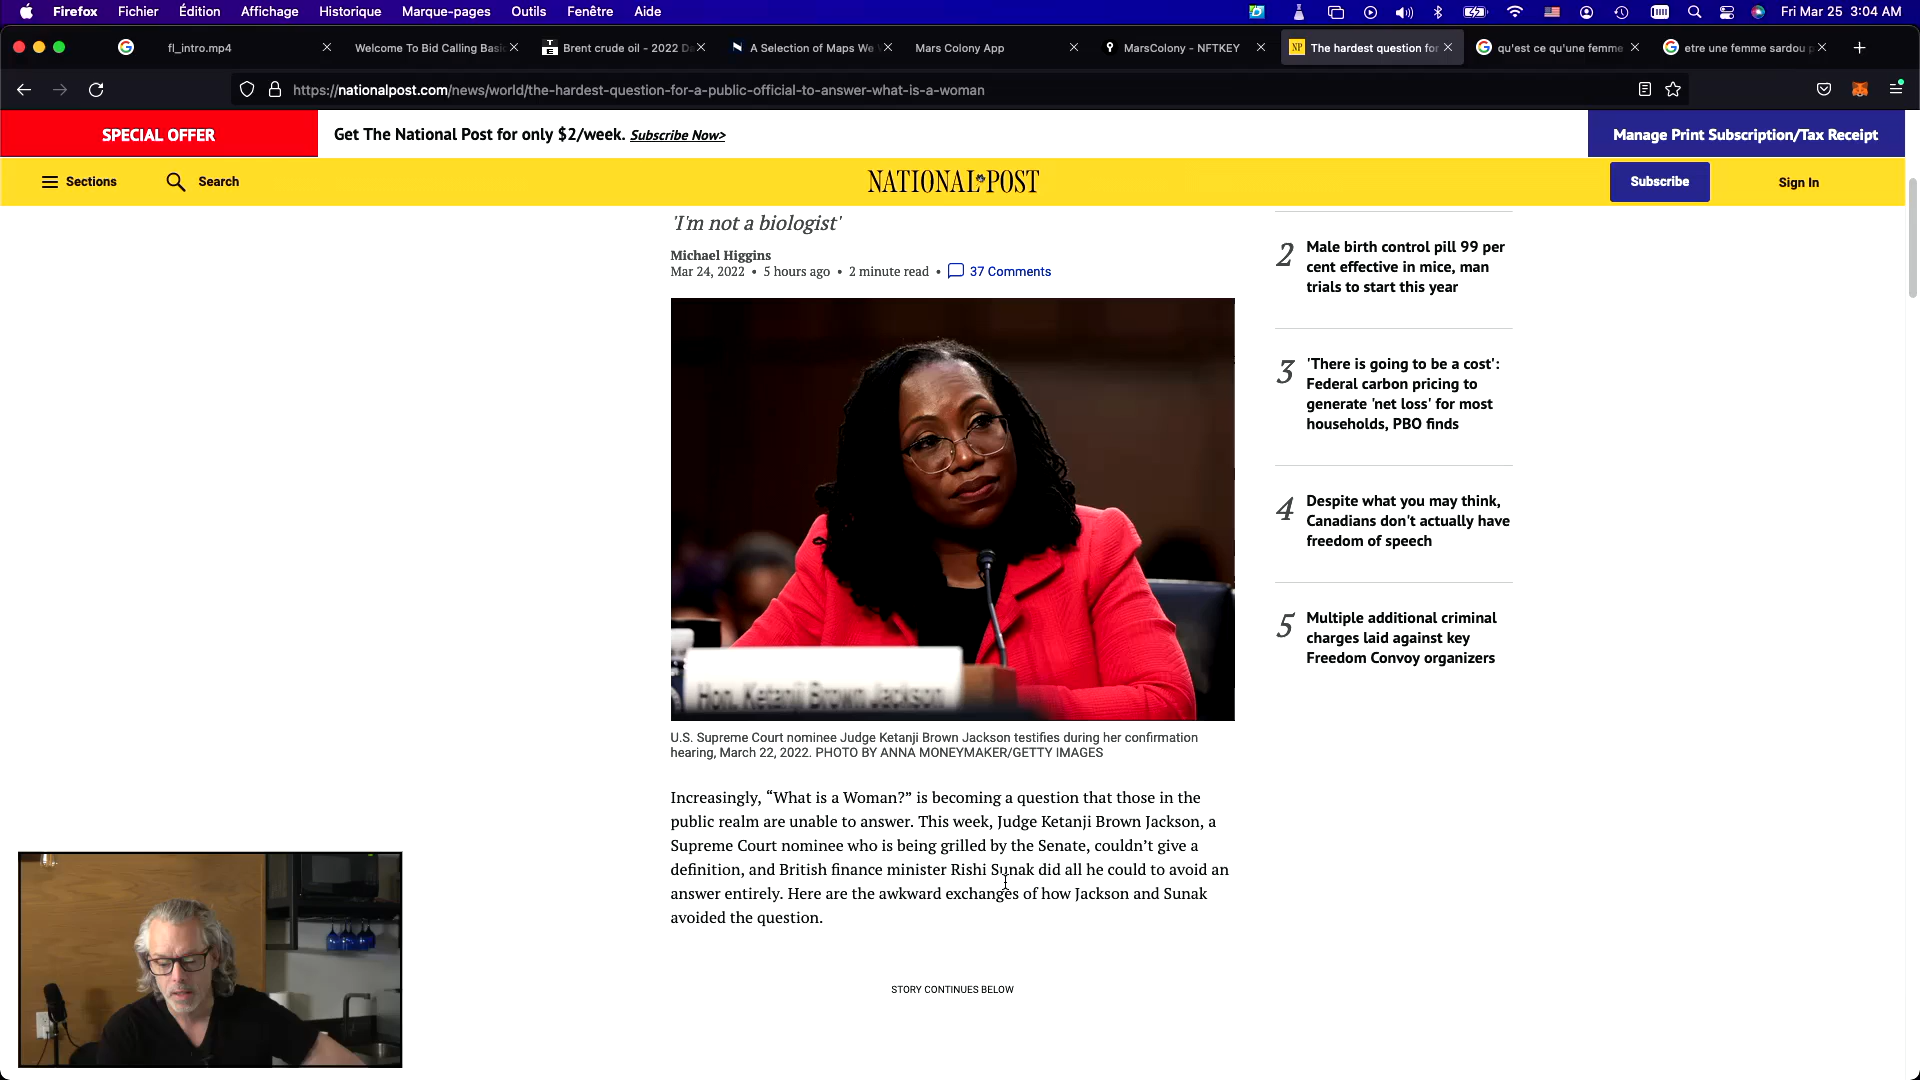 Firefox Fichier Édition Affichage Historique Marque-pages Outils Fenêtre Aide Fri Mar 25 3:04 AM
fl_intro.mp4 Welcome To Bid Calling Basi Brent crude oil - 2022 Da A Selection of Maps We Mars Colony App MarsColony - NFTKEY The hardest question for qu'est ce qu'une femme etre une femme sardou p
https://nationalpost.com/news/world/the-hardest-question-for-a-public-official-to-answer-what-is-a-woman
SPECIAL OFFER Get The National Post for only $2/week. Subscribe Now> Manage Print Subscription/Tax Receipt
Sections Search NATIONAL POST Subscribe Sign In
'I'm not a biologist'
Michael Higgins
Mar 24, 2022 • 5 hours ago • 2 minute read • 37 Comments
Hon. Ketanji Brown Jackson
U.S. Supreme Court nominee Judge Ketanji Brown Jackson testifies during her confirmation
hearing, March 22, 2022. PHOTO BY ANNA MONEYMAKER/GETTY IMAGES
Increasingly, “What is a Woman?” is becoming a question that those in the
public realm are unable to answer. This week, Judge Ketanji Brown Jackson, a
Supreme Court nominee who is being grilled by the Senate, couldn’t give a
definition, and British finance minister Rishi Sunak did all he could to avoid an
answer entirely. Here are the awkward exchanges of how Jackson and Sunak
avoided the question.
STORY CONTINUES BELOW
2 Male birth control pill 99 per
cent effective in mice, man
trials to start this year
3 'There is going to be a cost':
Federal carbon pricing to
generate 'net loss' for most
households, PBO finds
4 Despite what you may think,
Canadians don't actually have
freedom of speech
5 Multiple additional criminal
charges laid against key
Freedom Convoy organizers